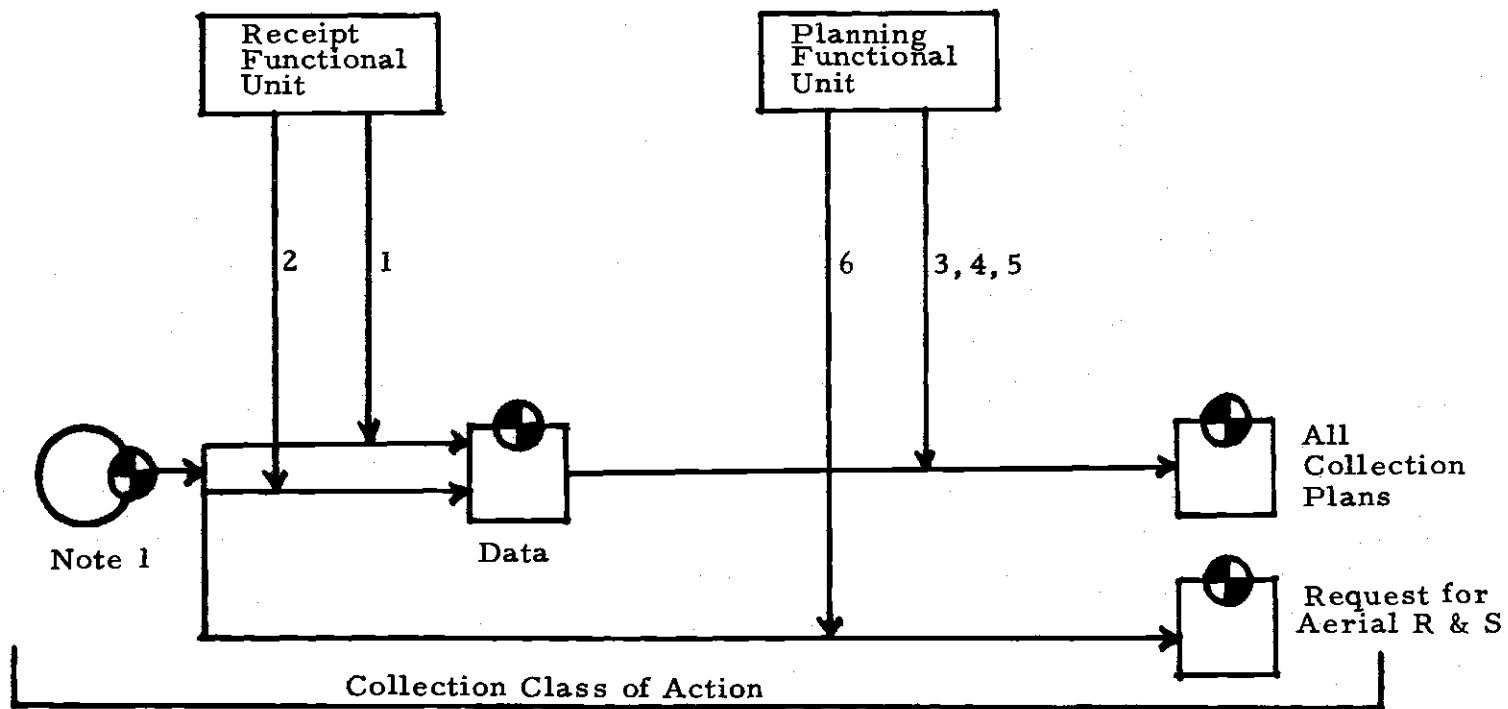 Receipt
Functional
Unit
Planning
Functional
Unit
2
1
6
3, 4, 5
All
Collection
Plans
Note 1
Data
Request for
Aerial R & S
Collection Class of Action